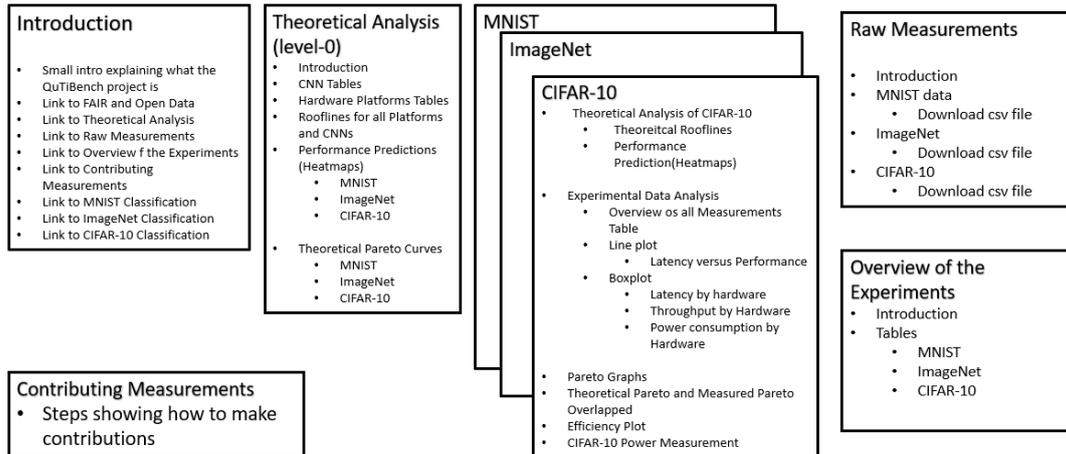 Introduction
• Small intro explaining what the
QuTiBench project is
• Link to FAIR and Open Data
• Link to Theoretical Analysis
• Link to Raw Measurements
• Link to Overview f the Experiments
• Link to Contributing
Measurements
• Link to MNIST Classification
• Link to ImageNet Classification
• Link to CIFAR-10 Classification
Theoretical Analysis
(level-0)
• Introduction
• CNN Tables
• Hardware Platforms Tables
• Rooflines for all Platforms
and CNNs
• Performance Predictions
(Heatmaps)
• MNIST
• ImageNet
• CIFAR-10
• Theoretical Pareto Curves
• MNIST
• ImageNet
• CIFAR-10
MNIST
ImageNet
CIFAR-10
• Theoretical Analysis of CIFAR-10
• Theoreitcal Rooflines
• Performance
Prediction(Heatmaps)
• Experimental Data Analysis
• Overview os all Measurements
Table
• Line plot
• Latency versus Performance
• Boxplot
• Latency by hardware
• Throughput by Hardware
• Power consumption by
Hardware
• Pareto Graphs
• Theoretical Pareto and Measured Pareto
Overlapped
• Efficiency Plot
• CIFAR-10 Power Measurement
Raw Measurements
• Introduction
• MNIST data
• Download csv file
• ImageNet
• Download csv file
• CIFAR-10
• Download csv file
Overview of the
Experiments
• Introduction
• Tables
• MNIST
• ImageNet
• CIFAR-10
Contributing Measurements
• Steps showing how to make
contributions